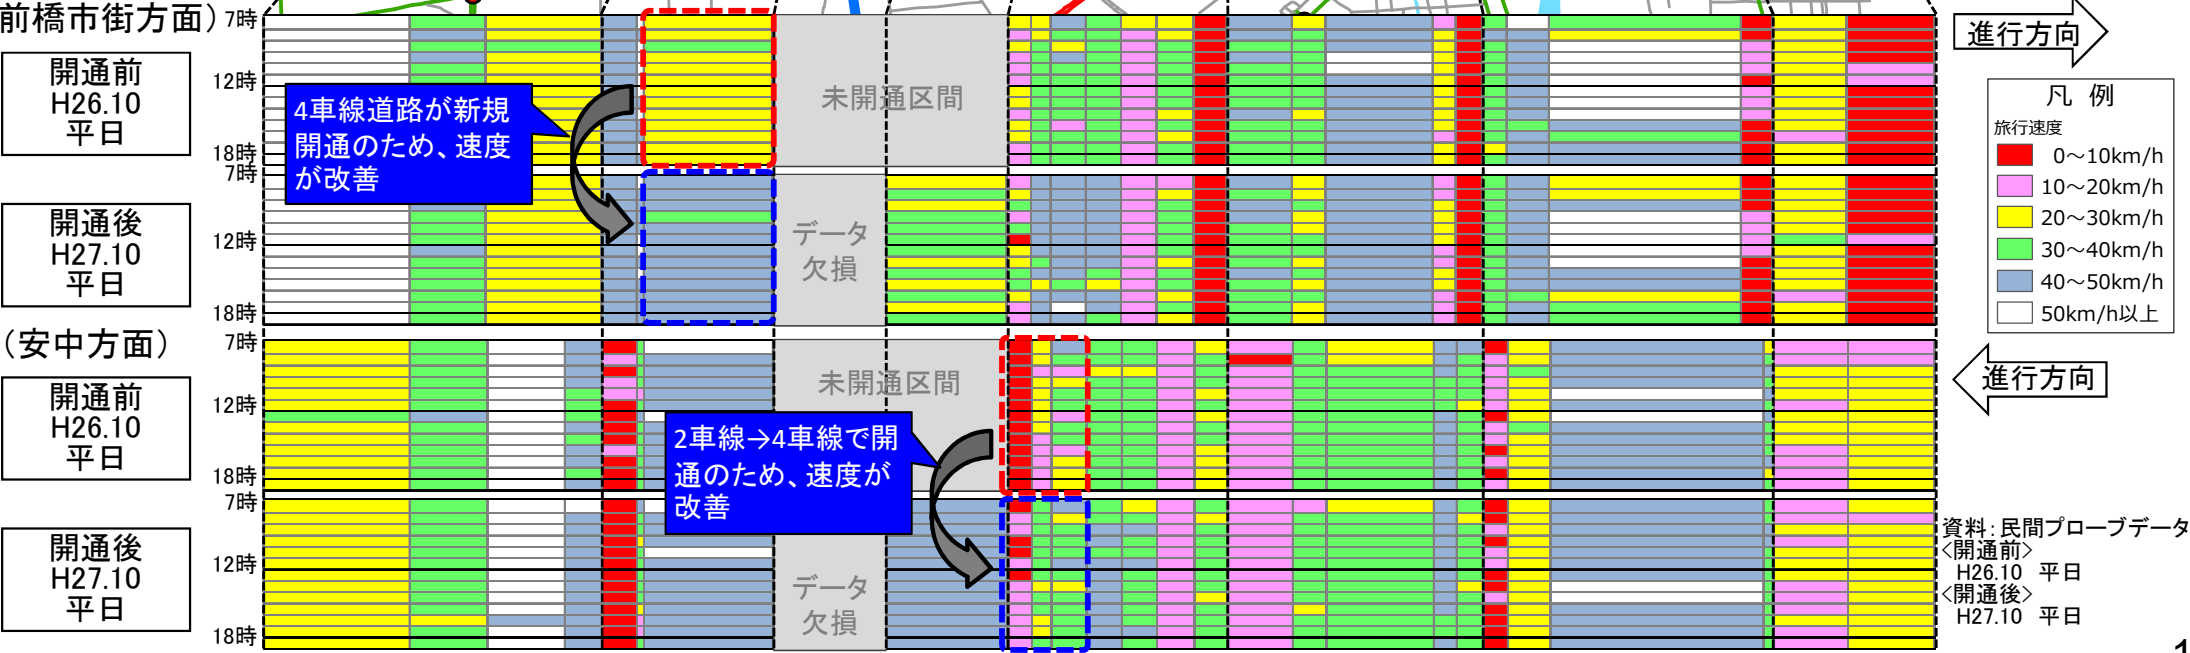 前橋市街方面)
7時
12時
18時
開通前
H26.10
平日
4車線道路が新規
開通のため、速度
が改善
未開通区間
進行方向
凡 例
旅行速度
0～10km/h
10～20km/h
20～30km/h
30～40km/h
40～50km/h
50km/h以上
7時
12時
18時
開通後
H27.10
平日
データ
欠損
(安中方面)
7時
12時
18時
開通前
H26.10
平日
未開通区間
2車線→4車線で開
通のため、速度が
改善
進行方向
7時
12時
18時
開通後
H27.10
平日
データ
欠損
資料：民間プローブデータ
<開通前>
H26.10 平日
<開通後>
H27.10 平日